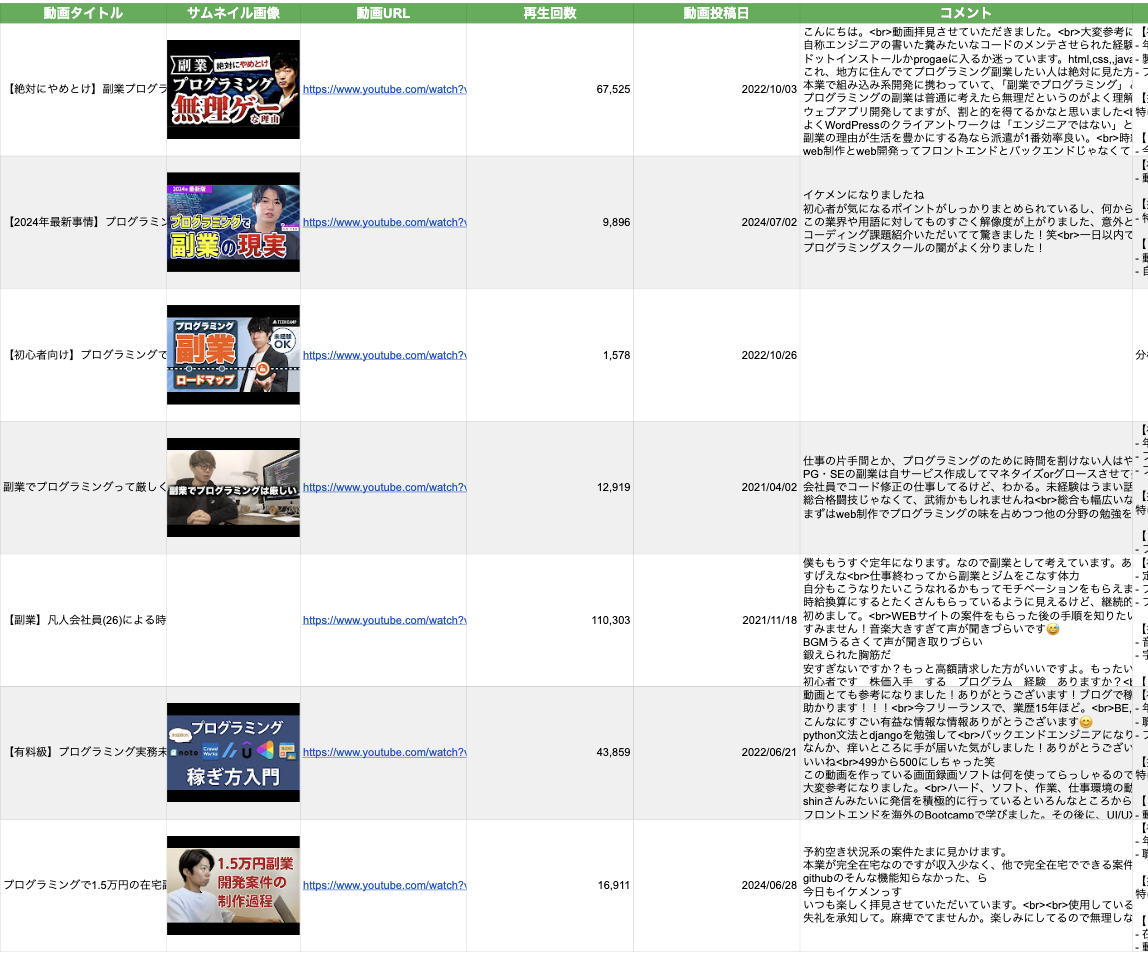 動画タイトル サムネイル画像 動画URL 再生回数 動画投稿日 コメント
【絶対にやめとけ】副業プログラ
副業 絶対にやめとけ
プログラミング
無理ゲー
な理由
https://www.youtube.com/watch?v
67,525
2022/10/03
こんにちは。<br>動画拝見させていただきました。<br>大変参考に
自称エンジニアの書いた糞みたいなコードのメンテさせられた経験
ドットインストールかprogaeに入るか迷っています。html,css,,java
これ、地方に住んでてプログラミング副業したい人は絶対に見た方
本業で組み込み系開発に携わっていて、「副業でプログラミング」と
プログラミングの副業は普通に考えたら無理だというのがよく理解
ウェブアプリ開発してますが、割と的を得てるかなと思いました<b
よくWordPressのクライアントワークは「エンジニアではない」と
副業の理由が生活を豊かにする為なら派遣が1番効率良い。<br>時
web制作とweb開発ってフロントエンドとバックエンドじゃなくて
【2024年最新事情】プログラミン
2024年 最新版
プログラミングで
副業の現実
https://www.youtube.com/watch?v
9,896
2024/07/02
イケメンになりましたね
初心者が気になるポイントがしっかりまとめられているし、何から
この業界や用語に対してものすごく解像度が上がりました、意外と
コーディング課題紹介いただいてて驚きました！笑<br>一日以内で
プログラミングスクールの闇がよく分りました！
【初心者向け】プログラミングで
プログラミング
副業
ロードマップ
未経験
OK
https://www.youtube.com/watch?v
1,578
2022/10/26
副業でプログラミングって厳しく
副業でプログラミングは厳しい
https://www.youtube.com/watch?v
12,919
2021/04/02
仕事の片手間とか、プログラミングのために時間を割けない人はや
PG・SEの副業は自サービス作成してマネタイズorグロースさせて
会社員でコード修正の仕事してるけど、わかる。未経験はうまい話
総合格闘技じゃなくて、武術かもしれませんね<br>総合も幅広いな
まずはweb制作でプログラミングの味を占めつつ他の分野の勉強を
【副業】凡人会社員(26)による時
https://www.youtube.com/watch?v
110,303
2021/11/18
僕ももうすぐ定年になります。なので副業として考えています。あ
すげえな<br>仕事終わってから副業とジムをこなす体力
自分もこうなりたいこうなれるかもってモチベーションをもらえま
時給換算にするとたくさんもらっているように見えるけど、継続的
初めまして。<br>WEBサイトの案件をもらった後の手順を知りたい
すみません！音楽大きすぎて声が聞きづらいです😅
BGMうるさくて声が聞き取りづらい
鍛えられた胸筋だ
安すぎないですか？もっと高額請求した方がいいですよ。もったい
初心者です　株価入手　する　プログラム　経験　ありますか？<b
【有料級】プログラミング実務未
プログラミング
note
Crowd
Works
稼ぎ方入門
https://www.youtube.com/watch?v
43,859
2022/06/21
動画とても参考になりました！ありがとうございます！ブログで稼
助かります！！！<br>今フリーランスで、業歴15年ほど。<br>BE,
こんなにすごい有益な情報な情報ありがとうございます😊
python文法とdjangoを勉強して<br>バックエンドエンジニアになり
なんか、痒いところに手が届いた気がしました！ありがとうござい
いいね<br>499から500にしちゃった笑
この動画を作っている画面録画ソフトは何を使ってらっしゃるので
大変参考になりました。<br>ハード、ソフト、作業、仕事環境の動
shinさんみたいに発信を積極的に行っているといろんなところから
フロントエンドを海外のBootcampで学びました。その後に、UI/UX
プログラミングで1.5万円の在宅
1.5万円副業
開発案件の
制作過程
https://www.youtube.com/watch?v
16,911
2024/06/28
予約空き状況系の案件たまに見かけます。
本業が完全在宅なのですが収入少なく、他で完全在宅でできる案件
githubのそんな機能知らなかった、ら
今日もイケメンっす
いつも楽しく拝見させていただいています。<br><br>使用している
失礼を承知して。麻痺でてませんか。楽しみにしてるので無理しな